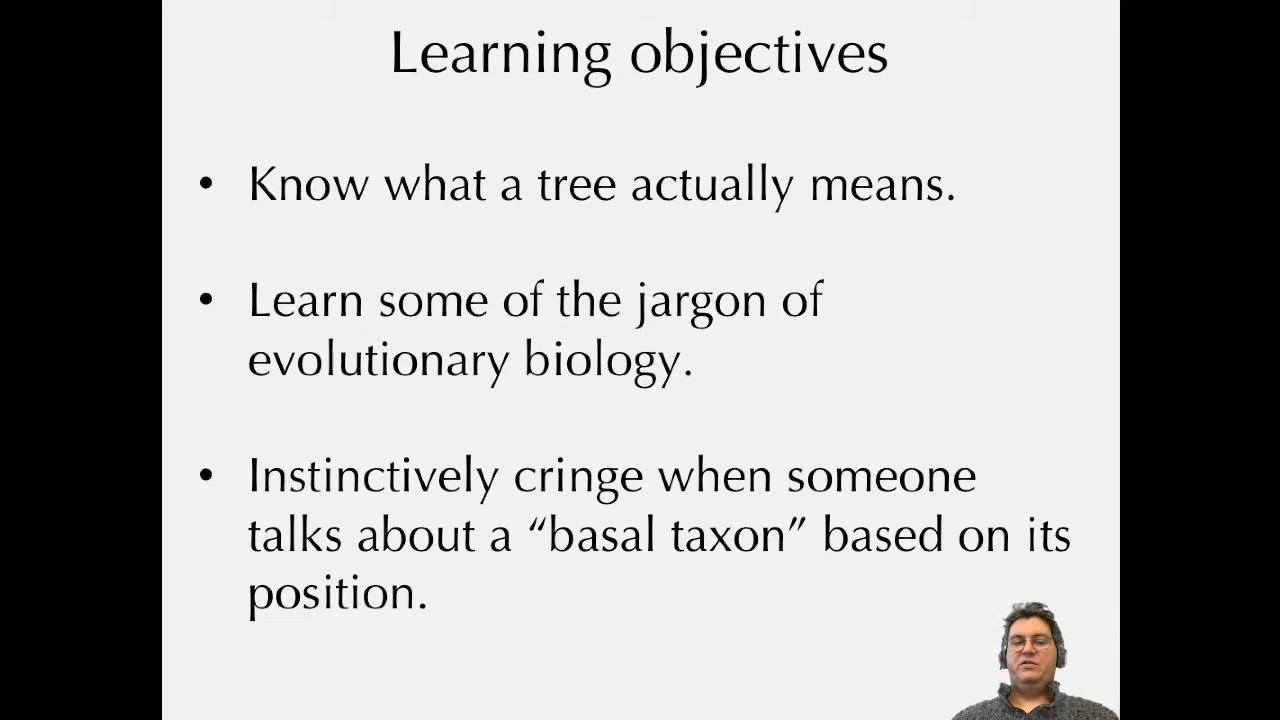 Learning objectives
• Know what a tree actually means.
• Learn some of the jargon of
evolutionary biology.
• Instinctively cringe when someone
talks about a “basal taxon” based on its
position.